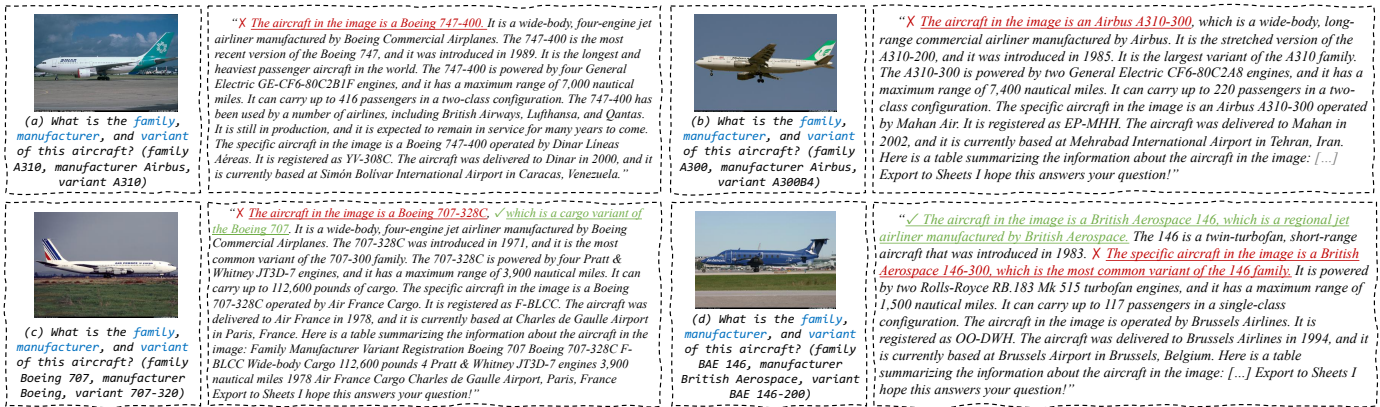 (a) What is the family,
manufacturer, and variant
of this aircraft? (family
A310, manufacturer Airbus,
variant A310)
“✗ The aircraft in the image is a Boeing 747-400. It is a wide-body, four-engine jet
airliner manufactured by Boeing Commercial Airplanes. The 747-400 is the most
recent version of the Boeing 747, and it was introduced in 1989. It is the longest and
heaviest passenger aircraft in the world. The 747-400 is powered by four General
Electric GE-CF6-80C2B1F engines, and it has a maximum range of 7,000 nautical
miles. It can carry up to 416 passengers in a two-class configuration. The 747-400 has
been used by a number of airlines, including British Airways, Lufthansa, and Qantas.
It is still in production, and it is expected to remain in service for many years to come.
The specific aircraft in the image is a Boeing 747-400 operated by Dinar Líneas
Aéreas. It is registered as YV-308C. The aircraft was delivered to Dinar in 2000, and it
is currently based at Simón Bolívar International Airport in Caracas, Venezuela.”
(b) What is the family,
manufacturer, and variant
of this aircraft? (family
A300, manufacturer Airbus,
variant A300B4)
“✗ The aircraft in the image is an Airbus A310-300, which is a wide-body, long-
range commercial airliner manufactured by Airbus. It is the stretched version of the
A310-200, and it was introduced in 1985. It is the largest variant of the A310 family.
The A310-300 is powered by two General Electric CF6-80C2A8 engines, and it has a
maximum range of 7,400 nautical miles. It can carry up to 220 passengers in a two-
class configuration. The specific aircraft in the image is an Airbus A310-300 operated
by Mahan Air. It is registered as EP-MHH. The aircraft was delivered to Mahan in
2002, and it is currently based at Mehrabad International Airport in Tehran, Iran.
Here is a table summarizing the information about the aircraft in the image: […]
Export to Sheets I hope this answers your question!”
(c) What is the family,
manufacturer, and variant
of this aircraft? (family
Boeing 707, manufacturer
Boeing, variant 707-320)
“✗ The aircraft in the image is a Boeing 707-328C, ✓ which is a cargo variant of
the Boeing 707. It is a wide-body, four-engine jet airliner manufactured by Boeing
Commercial Airplanes. The 707-328C was introduced in 1971, and it is the most
common variant of the 707-300 family. The 707-328C is powered by four Pratt &
Whitney JT3D-7 engines, and it has a maximum range of 3,900 nautical miles. It can
carry up to 112,600 pounds of cargo. The specific aircraft in the image is a Boeing
707-328C operated by Air France Cargo. It is registered as F-BLCC. The aircraft was
delivered to Air France in 1978, and it is currently based at Charles de Gaulle Airport
in Paris, France. Here is a table summarizing the information about the aircraft in the
image: Family Manufacturer Variant Registration Boeing 707 Boeing 707-328C F-
BLCC Wide-body Cargo 112,600 pounds 4 Pratt & Whitney JT3D-7 engines 3,900
nautical miles 1978 Air France Cargo Charles de Gaulle Airport, Paris, France
Export to Sheets I hope this answers your question!”
(d) What is the family,
manufacturer, and variant
of this aircraft? (family
BAE 146, manufacturer
British Aerospace, variant
BAE 146-200)
“✓ The aircraft in the image is a British Aerospace 146, which is a regional jet
airliner manufactured by British Aerospace. The 146 is a twin-turbofan, short-range
aircraft that was introduced in 1983. ✗ The specific aircraft in the image is a British
Aerospace 146-300, which is the most common variant of the 146 family. It is powered
by two Rolls-Royce RB.183 Mk 515 turbofan engines, and it has a maximum range of
1,500 nautical miles. It can carry up to 117 passengers in a single-class
configuration. The aircraft in the image is operated by Brussels Airlines. It is
registered as OO-DWH. The aircraft was delivered to Brussels Airlines in 1994, and it
is currently based at Brussels Airport in Brussels, Belgium. Here is a table
summarizing the information about the aircraft in the image: […] Export to Sheets I
hope this answers your question!”